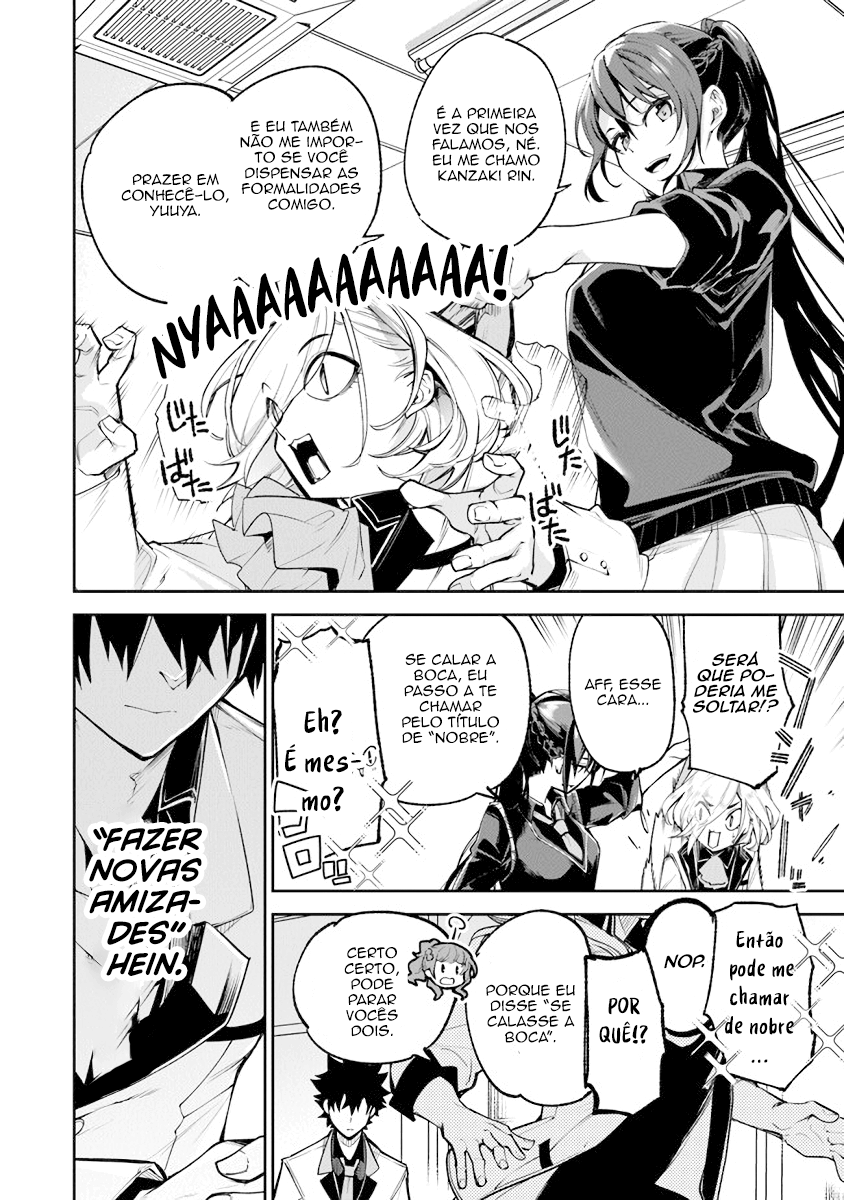 É A PRIMEIRA
VEZ QUE NOS
FALAMOS, NÉ.
EU ME CHAMO
KANZAKI RIN.
E EU TAMBÉM
NÃO ME IMPOR-
TO SE VOCÊ
DISPENSAR AS
FORMALIDADES
COMIGO.
PRAZER EM
CONHECÊ-LO,
YUUYA.
NYAAAAAAAAAAA!
じたばた
じたばた
SERÁ
QUE PO-
DERIA ME
SOLTAR!?
AFF, ESSE
CARA...
SE CALAR A
BOCA, EU
PASSO A TE
CHAMAR
PELO TÍTULO
DE “NOBRE”.
Eh?
É mes-
mo?
“FAZER
NOVAS
AMIZA-
DES”
HEIN.
Então
pode me
chamar
de nobre
...
NOP.
POR
QUÊ!?
PORQUE EU
DISSE “SE
CALASSE A
BOCA”.
CERTO
CERTO,
PODE
PARAR
VOCÊS
DOIS.